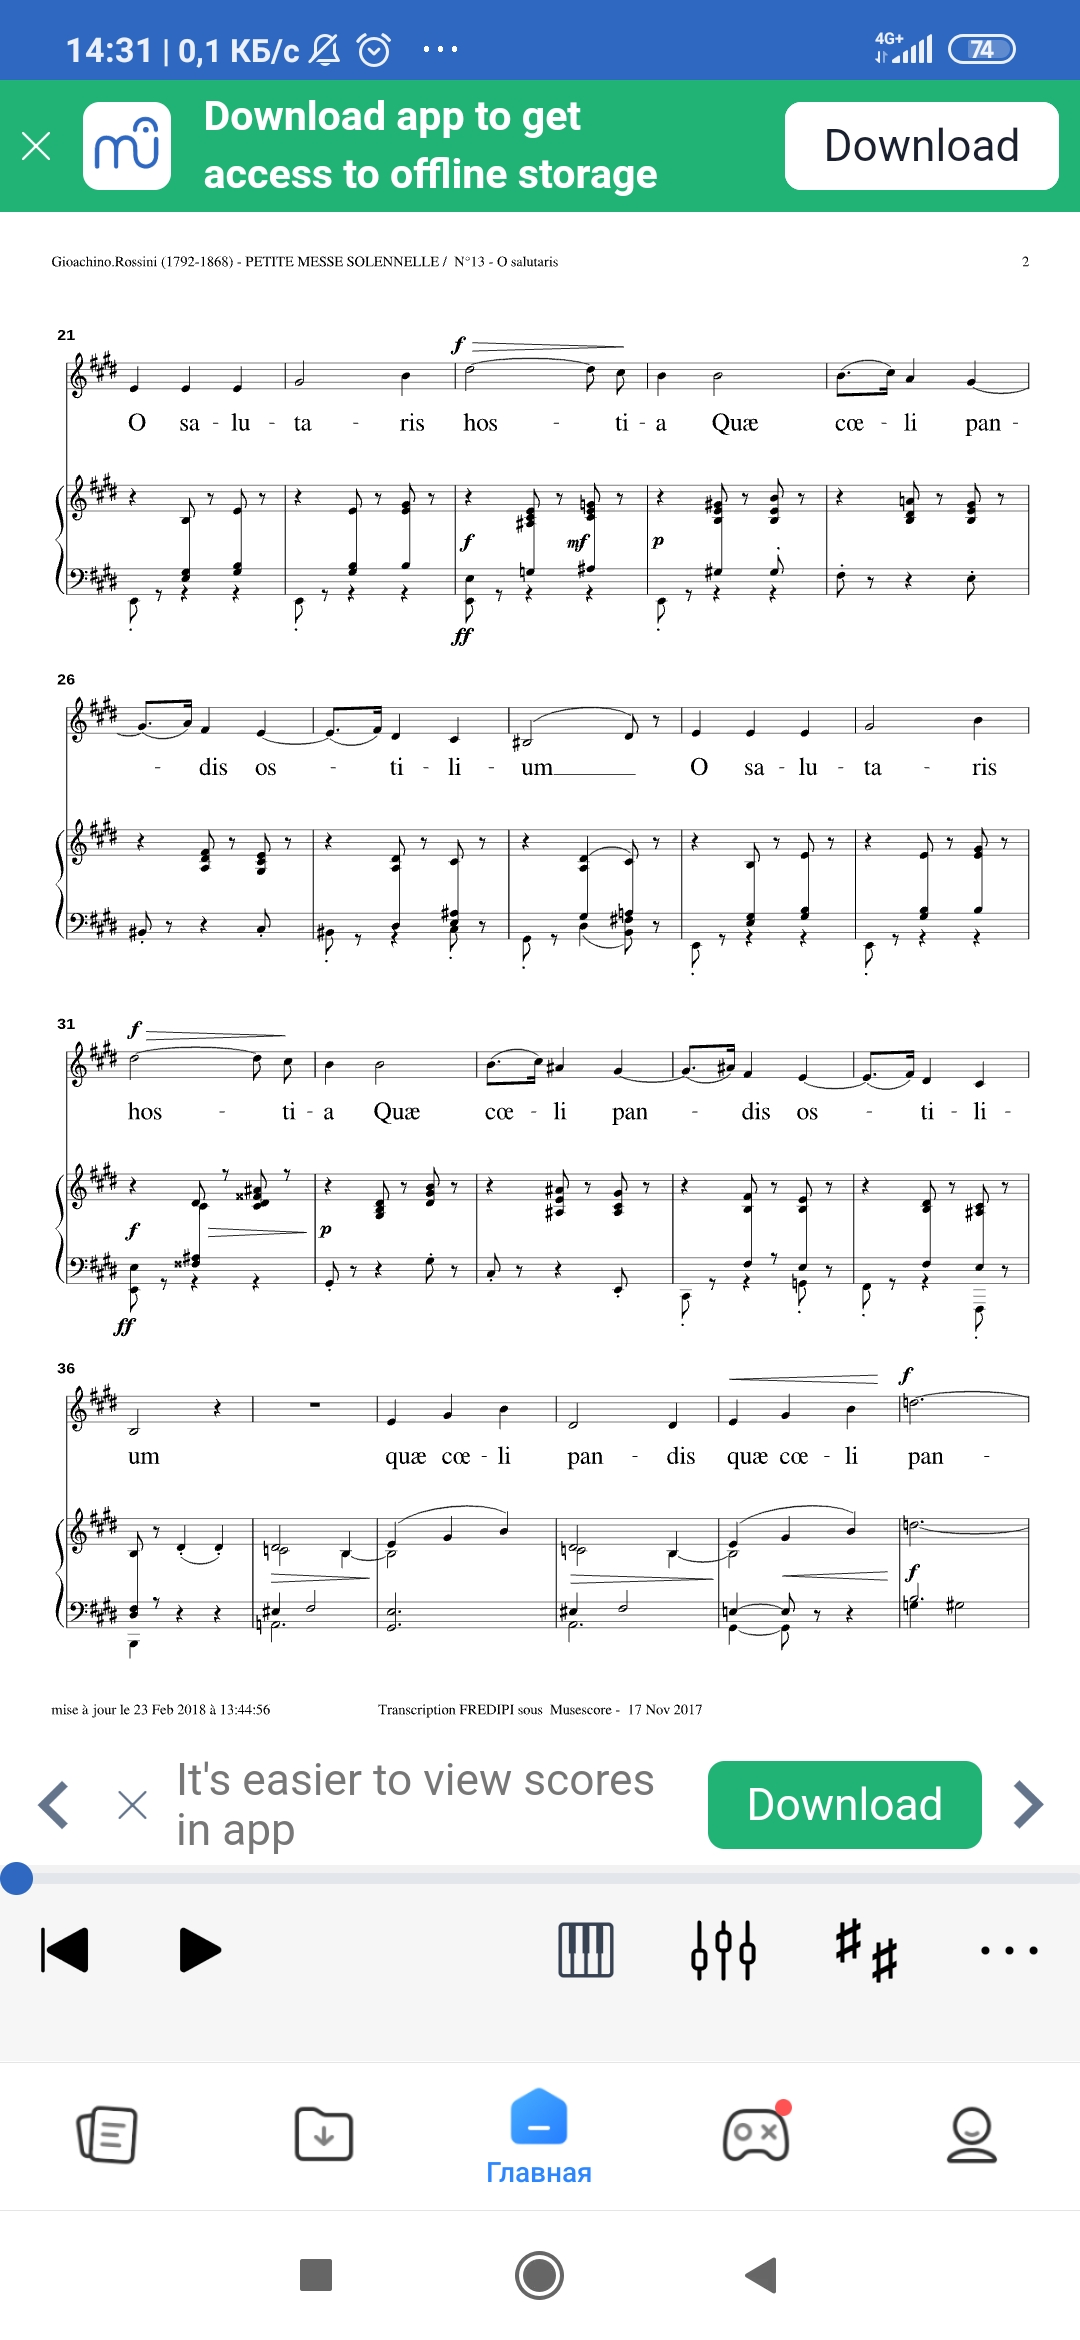 14:31 | 0,1 КБ/с ... 4G+ 74
Download app to get
access to offline storage
Download
Gioachino.Rossini (1792-1868) - PETITE MESSE SOLENNELLE / N°13 - O salutaris 2
21
f
O sa - lu - ta - ris hos - ti - a Quæ cœ - li pan -
f mf p
ff
26
- dis os - ti - li - um____ O sa - lu - ta - ris
31
f
hos - ti - a Quæ cœ - li pan - dis os - ti - li -
f p
ff
36
f
um quæ cœ - li pan - dis quæ cœ - li pan -
f
mise à jour le 23 Feb 2018 à 13:44:56 Transcription FREDIPI sous Musescore - 17 Nov 2017
It's easier to view scores
in app
Download
Главная